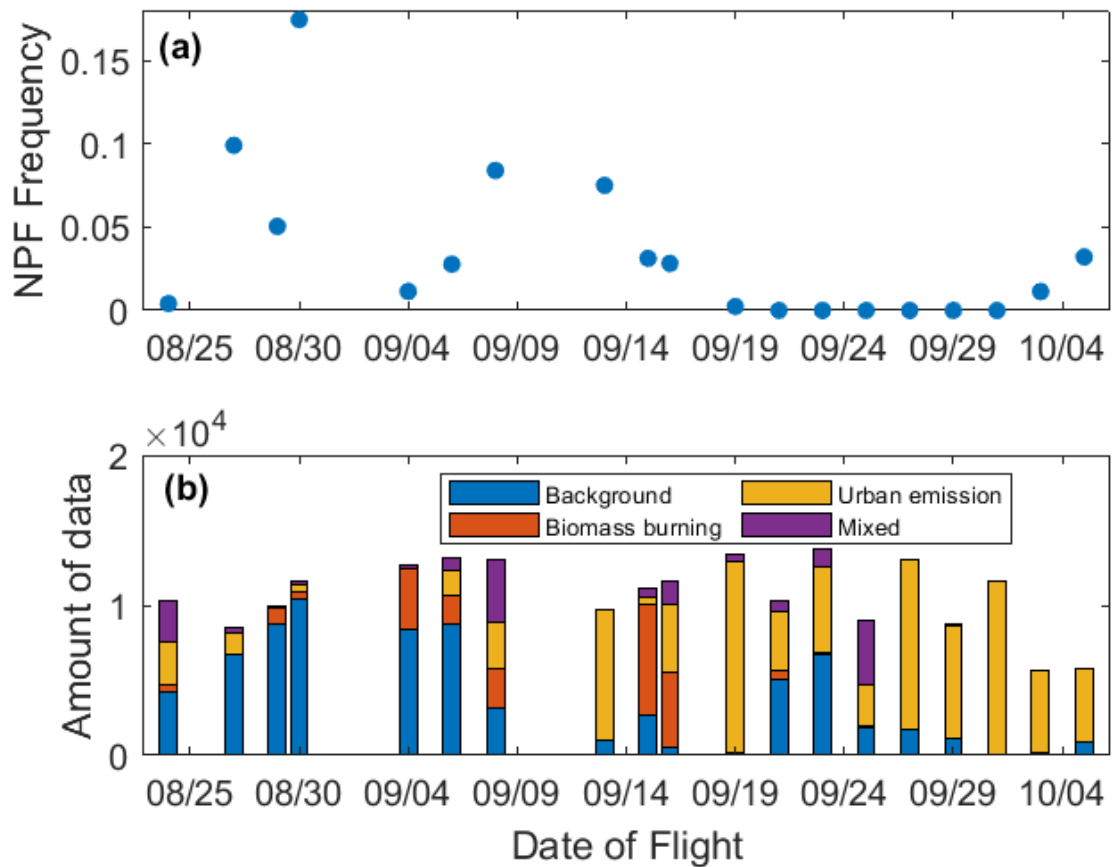 (a)
NPF Frequency
0.15
0.1
0.05
0
08/25 08/30 09/04 09/09 09/14 09/19 09/24 09/29 10/04
×10⁴
2
(b)
Background Urban emission
Biomass burning Mixed
Amount of data
1
0
08/25 08/30 09/04 09/09 09/14 09/19 09/24 09/29 10/04
Date of Flight